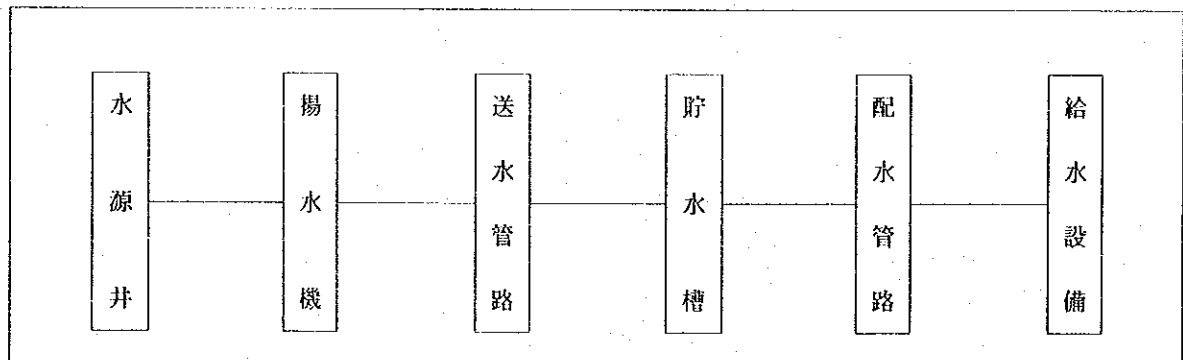 水源井
揚水機
送水管路
貯水槽
配水管路
給水設備